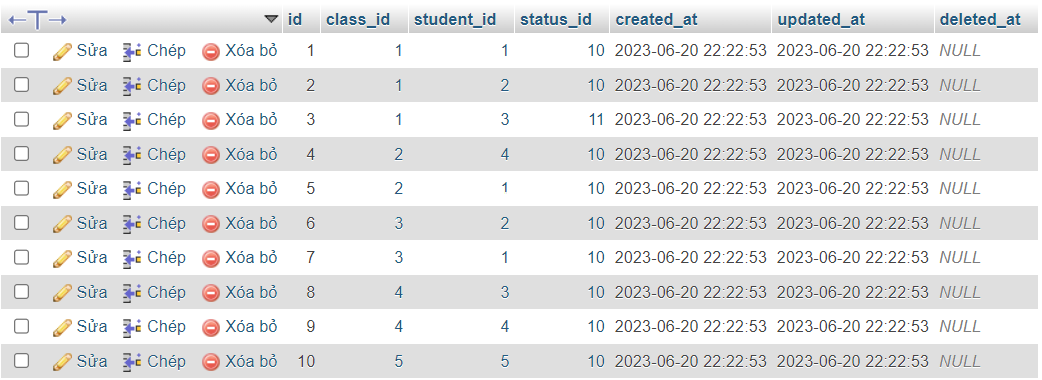 id class_id student_id status_id created_at updated_at deleted_at
Sửa Chép Xóa bỏ 1 1 1 10 2023-06-20 22:22:53 2023-06-20 22:22:53 NULL
Sửa Chép Xóa bỏ 2 1 2 10 2023-06-20 22:22:53 2023-06-20 22:22:53 NULL
Sửa Chép Xóa bỏ 3 1 3 11 2023-06-20 22:22:53 2023-06-20 22:22:53 NULL
Sửa Chép Xóa bỏ 4 2 4 10 2023-06-20 22:22:53 2023-06-20 22:22:53 NULL
Sửa Chép Xóa bỏ 5 2 1 10 2023-06-20 22:22:53 2023-06-20 22:22:53 NULL
Sửa Chép Xóa bỏ 6 3 2 10 2023-06-20 22:22:53 2023-06-20 22:22:53 NULL
Sửa Chép Xóa bỏ 7 3 1 10 2023-06-20 22:22:53 2023-06-20 22:22:53 NULL
Sửa Chép Xóa bỏ 8 4 3 10 2023-06-20 22:22:53 2023-06-20 22:22:53 NULL
Sửa Chép Xóa bỏ 9 4 4 10 2023-06-20 22:22:53 2023-06-20 22:22:53 NULL
Sửa Chép Xóa bỏ 10 5 5 10 2023-06-20 22:22:53 2023-06-20 22:22:53 NULL